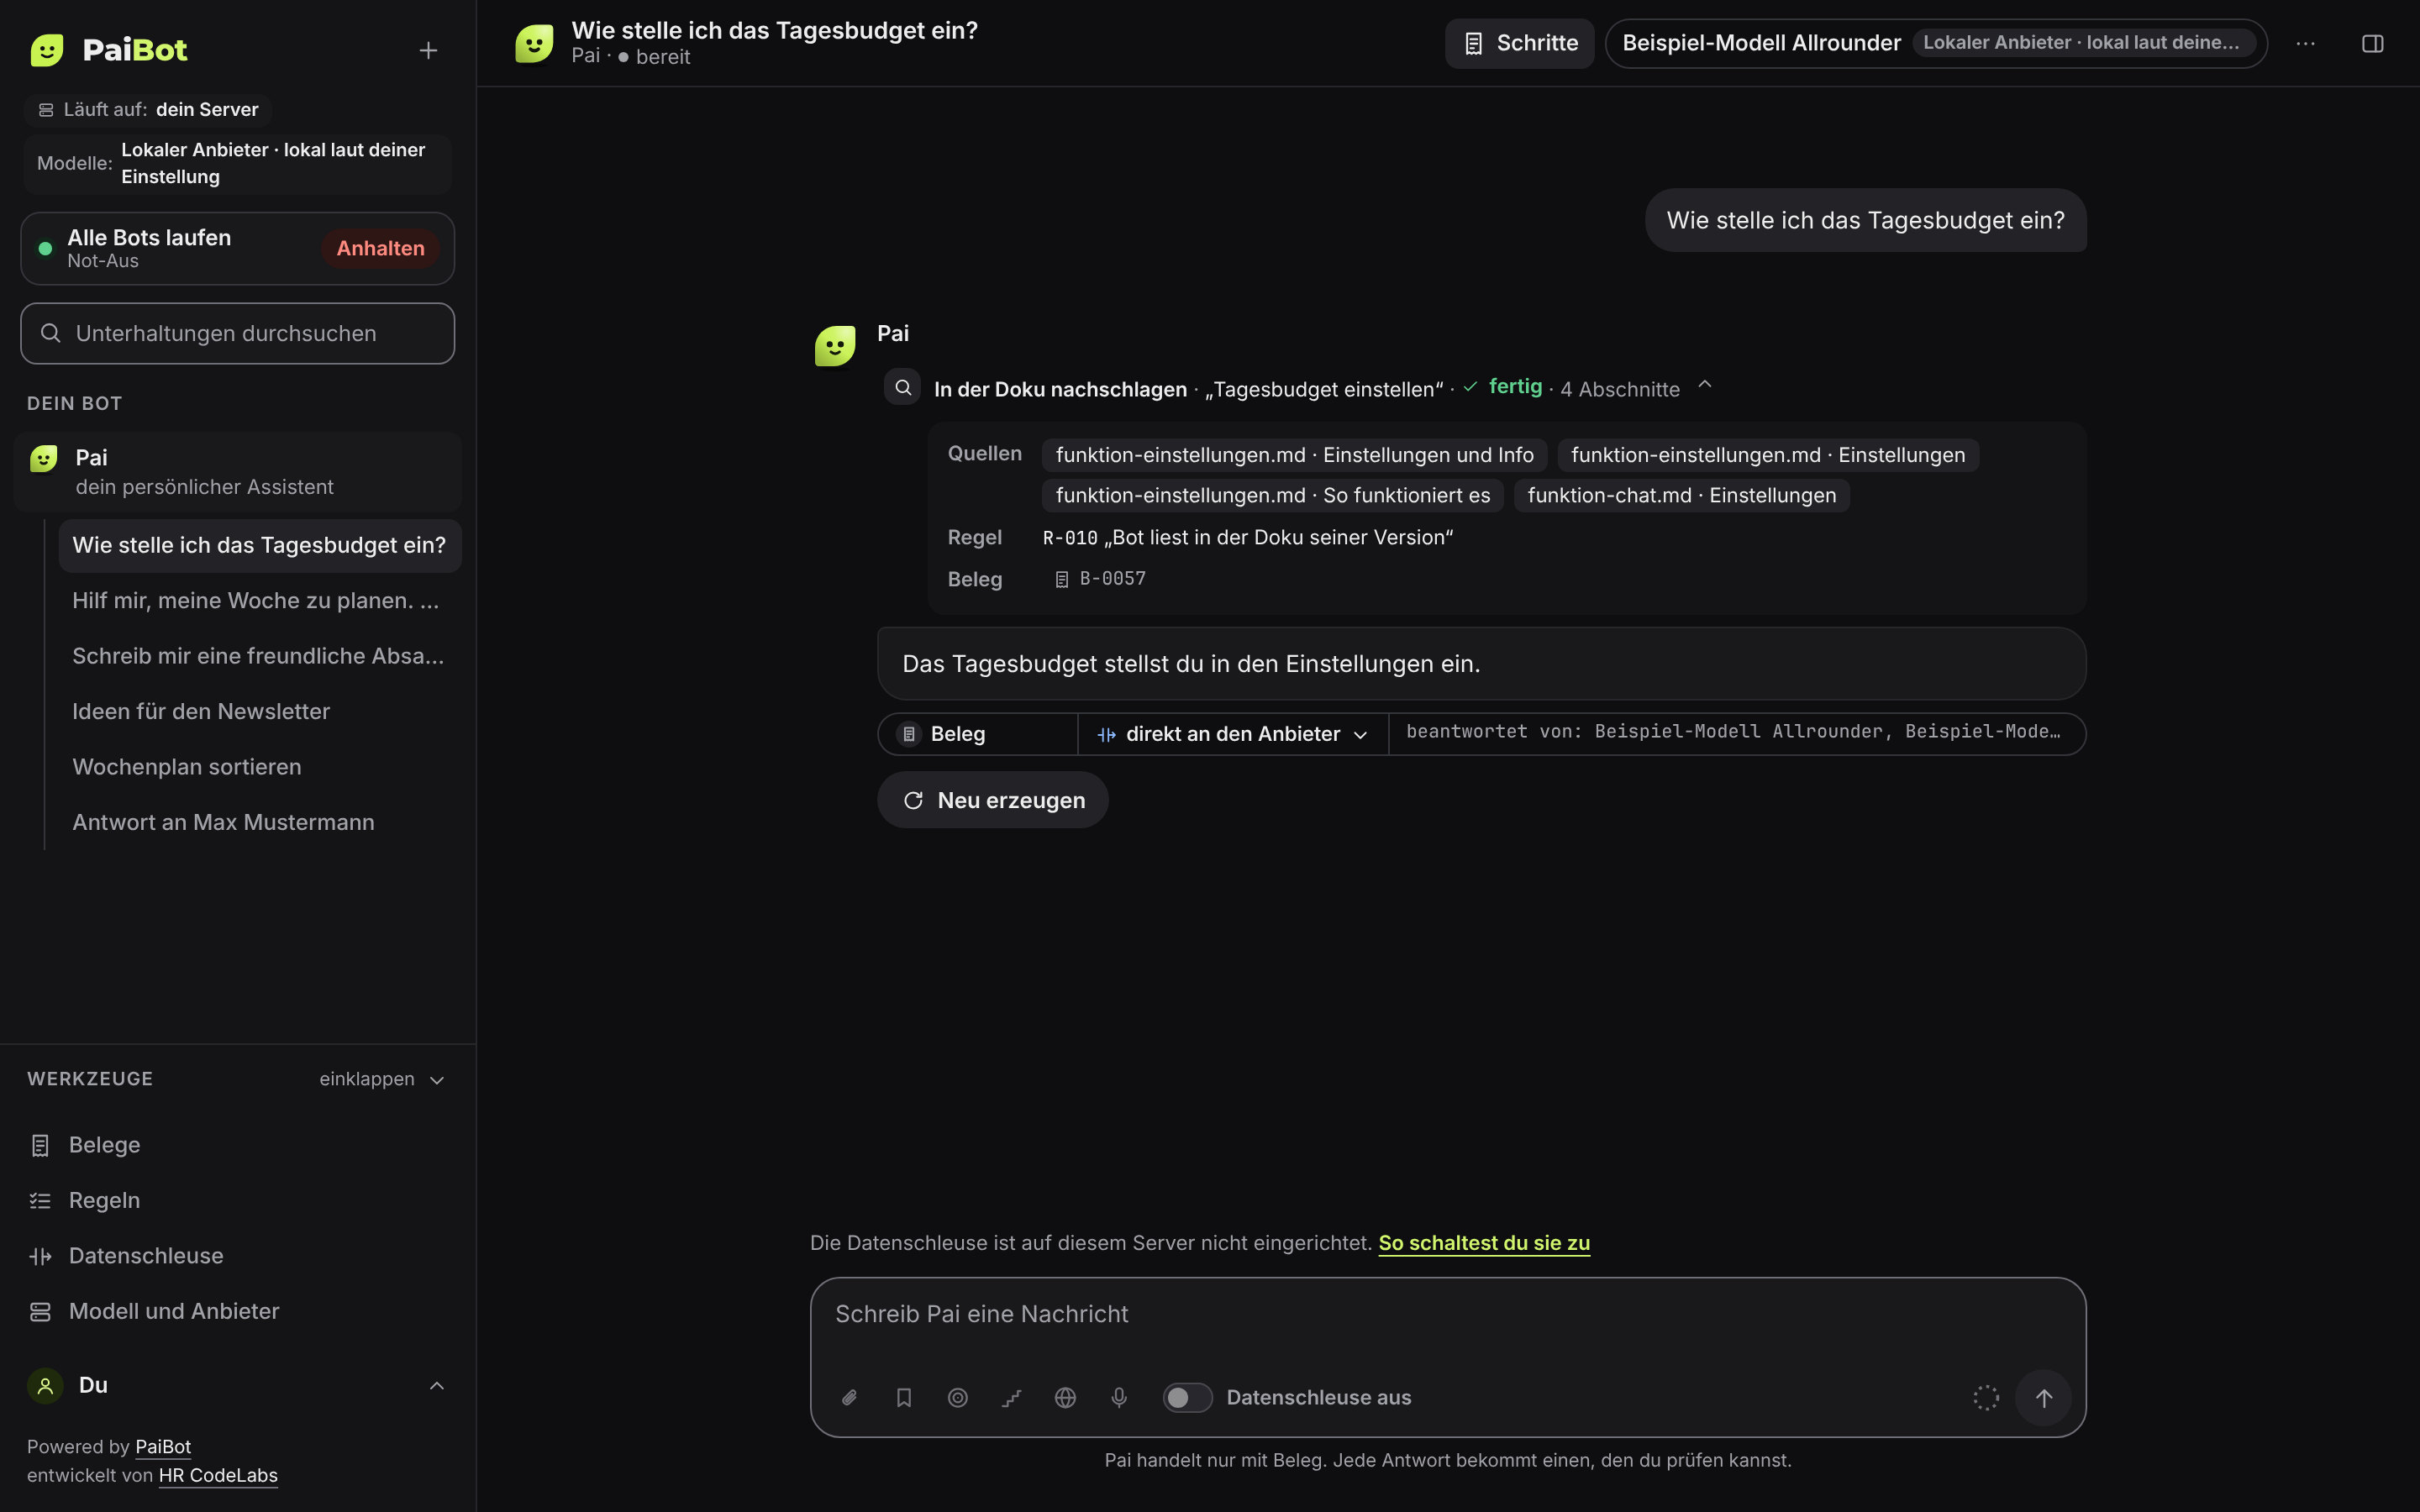 PaiBot
Läuft auf: dein Server
Modelle: Lokaler Anbieter · lokal laut deiner
Einstellung
Alle Bots laufen
Not-Aus
Anhalten
Unterhaltungen durchsuchen
DEIN BOT
Pai
dein persönlicher Assistent
Wie stelle ich das Tagesbudget ein?
Hilf mir, meine Woche zu planen. ...
Schreib mir eine freundliche Absa...
Ideen für den Newsletter
Wochenplan sortieren
Antwort an Max Mustermann
WERKZEUGE
einklappen
Belege
Regeln
Datenschleuse
Modell und Anbieter
Du
Powered by PaiBot
entwickelt von HR CodeLabs
Wie stelle ich das Tagesbudget ein?
Pai · bereit
Schritte
Beispiel-Modell Allrounder
Lokaler Anbieter · lokal laut deine...
Wie stelle ich das Tagesbudget ein?
Pai
In der Doku nachschlagen · „Tagesbudget einstellen“ · fertig · 4 Abschnitte
Quellen
funktion-einstellungen.md · Einstellungen und Info
funktion-einstellungen.md · Einstellungen
funktion-einstellungen.md · So funktioniert es
funktion-chat.md · Einstellungen
Regel
R-010 „Bot liest in der Doku seiner Version“
Beleg
B-0057
Das Tagesbudget stellst du in den Einstellungen ein.
Beleg
direkt an den Anbieter
beantwortet von: Beispiel-Modell Allrounder, Beispiel-Mode…
Neu erzeugen
Die Datenschleuse ist auf diesem Server nicht eingerichtet. So schaltest du sie zu
Schreib Pai eine Nachricht
Datenschleuse aus
Pai handelt nur mit Beleg. Jede Antwort bekommt einen, den du prüfen kannst.